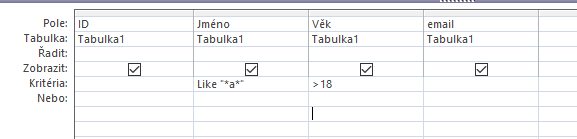 Pole: ID Jméno Věk email
Tabulka: Tabulka1 Tabulka1 Tabulka1 Tabulka1
Řadit:
Zobrazit:
Kritéria: Like "*a*" >18
Nebo: